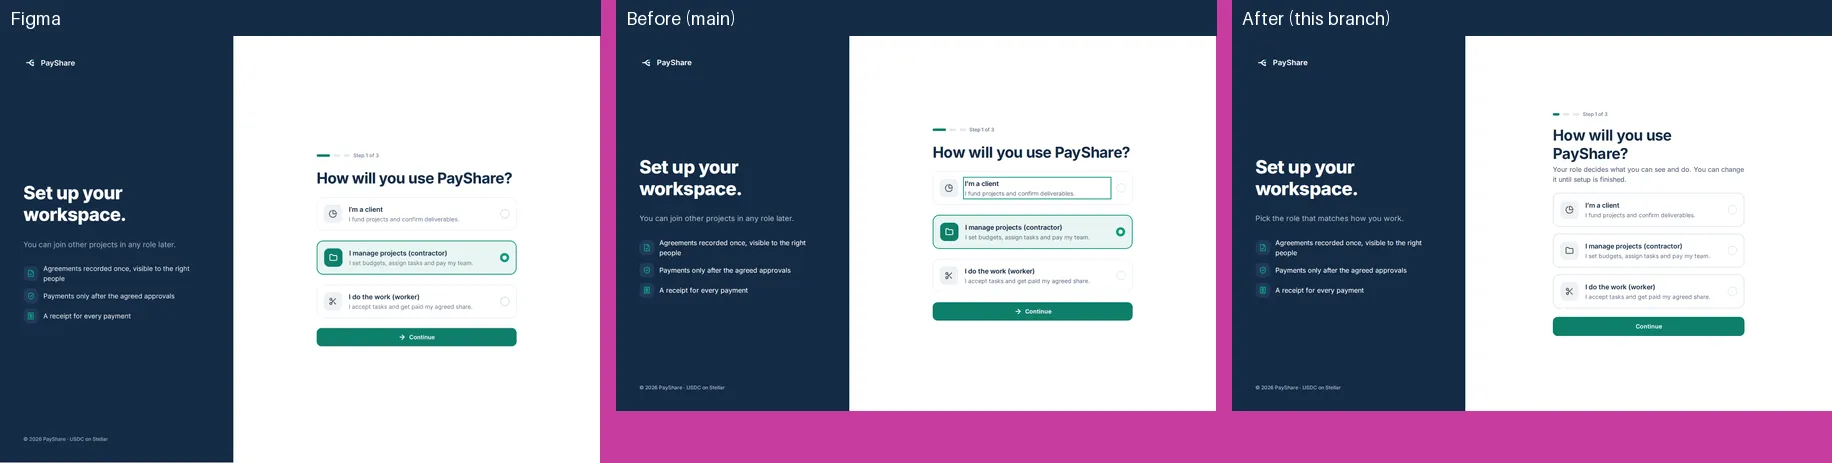 Figma
PayShare
Set up your
workspace.
You can join other projects in any role later.
Agreements recorded once, visible to the right
people
Payments only after the agreed approvals
A receipt for every payment
© 2026 PayShare · USDC on Stellar
Step 1 of 3
How will you use PayShare?
I'm a client
I fund projects and confirm deliverables.
I manage projects (contractor)
I set budgets, assign tasks and pay my team.
I do the work (worker)
I accept tasks and get paid my agreed share.
Continue
Before (main)
PayShare
Set up your
workspace.
You can join other projects in any role later.
Agreements recorded once, visible to the right
people
Payments only after the agreed approvals
A receipt for every payment
© 2026 PayShare · USDC on Stellar
Step 1 of 3
How will you use PayShare?
I'm a client
I fund projects and confirm deliverables.
I manage projects (contractor)
I set budgets, assign tasks and pay my team.
I do the work (worker)
I accept tasks and get paid my agreed share.
Continue
After (this branch)
PayShare
Set up your
workspace.
Pick the role that matches how you work.
Agreements recorded once, visible to the right
people
Payments only after the agreed approvals
A receipt for every payment
© 2026 PayShare · USDC on Stellar
Step 1 of 3
How will you use
PayShare?
Your role decides what you can see and do. You can change
it until setup is finished.
I'm a client
I fund projects and confirm deliverables.
I manage projects (contractor)
I set budgets, assign tasks and pay my team.
I do the work (worker)
I accept tasks and get paid my agreed share.
Continue